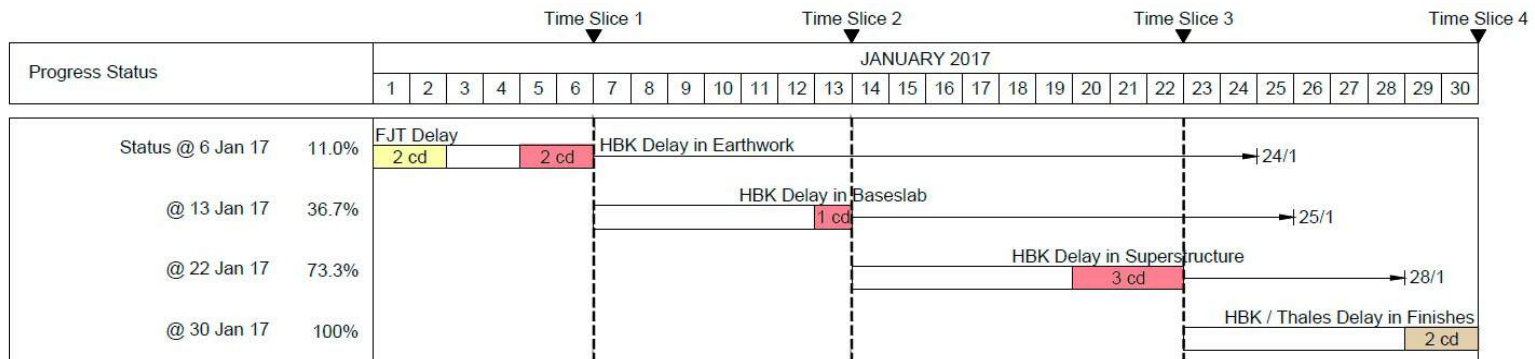 Time Slice 1 Time Slice 2 Time Slice 3 Time Slice 4
Progress Status
JANUARY 2017
1 2 3 4 5 6 7 8 9 10 11 12 13 14 15 16 17 18 19 20 21 22 23 24 25 26 27 28 29 30
FJT Delay
Status @ 6 Jan 17 11.0% 2 cd 2 cd HBK Delay in Earthwork 24/1
HBK Delay in Baseslab
@ 13 Jan 17 36.7% 1 cd 25/1
HBK Delay in Superstructure
@ 22 Jan 17 73.3% 3 cd 28/1
HBK / Thales Delay in Finishes
@ 30 Jan 17 100% 2 cd